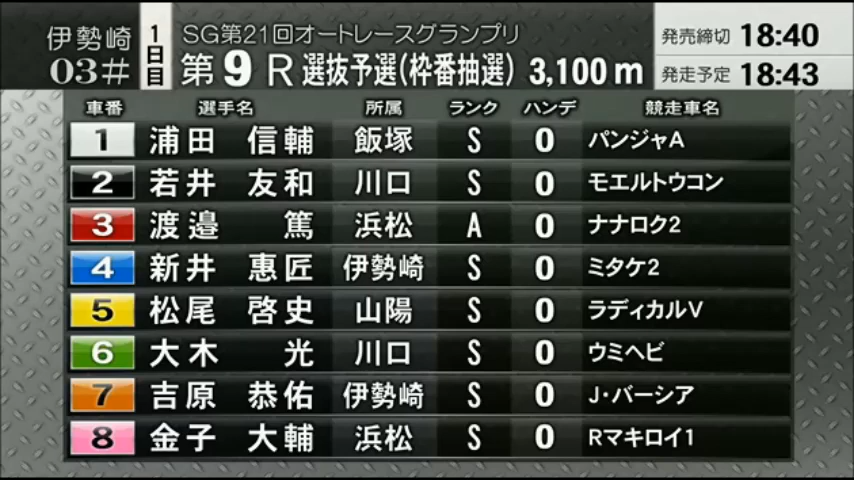 伊勢崎
03#
1日目
SG第21回オートレースグランプリ
第9R 選抜予選(枠番抽選) 3,100m
発売締切 18:40
発走予定 18:43
車番 選手名 所属 ランク ハンデ 競走車名
1 浦田 信輔 飯塚 S 0 パンジャA
2 若井 友和 川口 S 0 モエルトウコン
3 渡邉 篤 浜松 A 0 ナナロク2
4 新井 惠匠 伊勢崎 S 0 ミタケ2
5 松尾 啓史 山陽 S 0 ラディカルV
6 大木 光 川口 S 0 ウミヘビ
7 吉原 恭佑 伊勢崎 S 0 J・バーシア
8 金子 大輔 浜松 S 0 Rマキロイ1